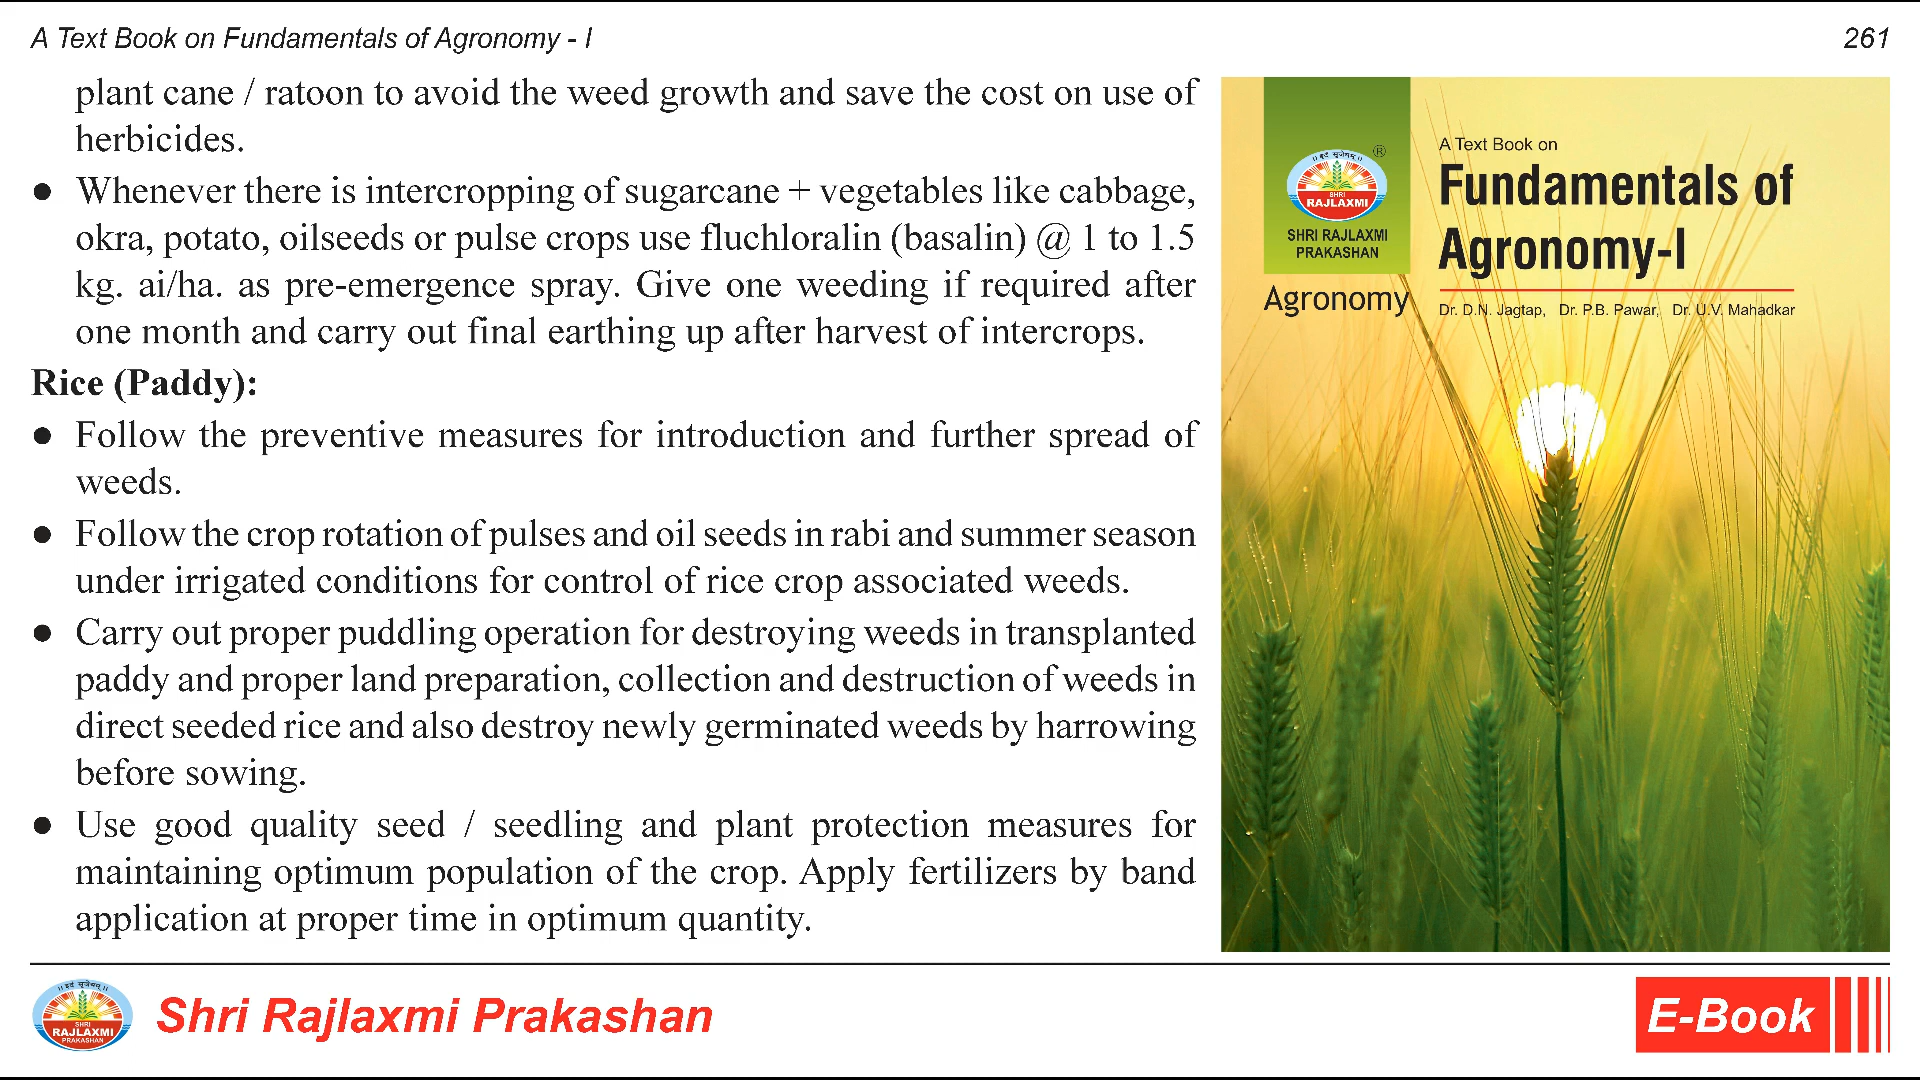 A Text Book on Fundamentals of Agronomy - I
261
plant cane / ratoon to avoid the weed growth and save the cost on use of
herbicides.
● Whenever there is intercropping of sugarcane + vegetables like cabbage,
okra, potato, oilseeds or pulse crops use fluchloralin (basalin) @ 1 to 1.5
kg. ai/ha. as pre-emergence spray. Give one weeding if required after
one month and carry out final earthing up after harvest of intercrops.
Rice (Paddy):
● Follow the preventive measures for introduction and further spread of
weeds.
● Follow the crop rotation of pulses and oil seeds in rabi and summer season
under irrigated conditions for control of rice crop associated weeds.
● Carry out proper puddling operation for destroying weeds in transplanted
paddy and proper land preparation, collection and destruction of weeds in
direct seeded rice and also destroy newly germinated weeds by harrowing
before sowing.
● Use good quality seed / seedling and plant protection measures for
maintaining optimum population of the crop. Apply fertilizers by band
application at proper time in optimum quantity.
®
SHRI
RAJLAXMI
SHRI RAJLAXMI
PRAKASHAN
Agronomy
A Text Book on
Fundamentals of
Agronomy-I
Dr. D.N. Jagtap, Dr. P.B. Pawar, Dr. U.V. Mahadkar
SHRI
RAJLAXMI
PRAKASHAN
Shri Rajlaxmi Prakashan
E-Book